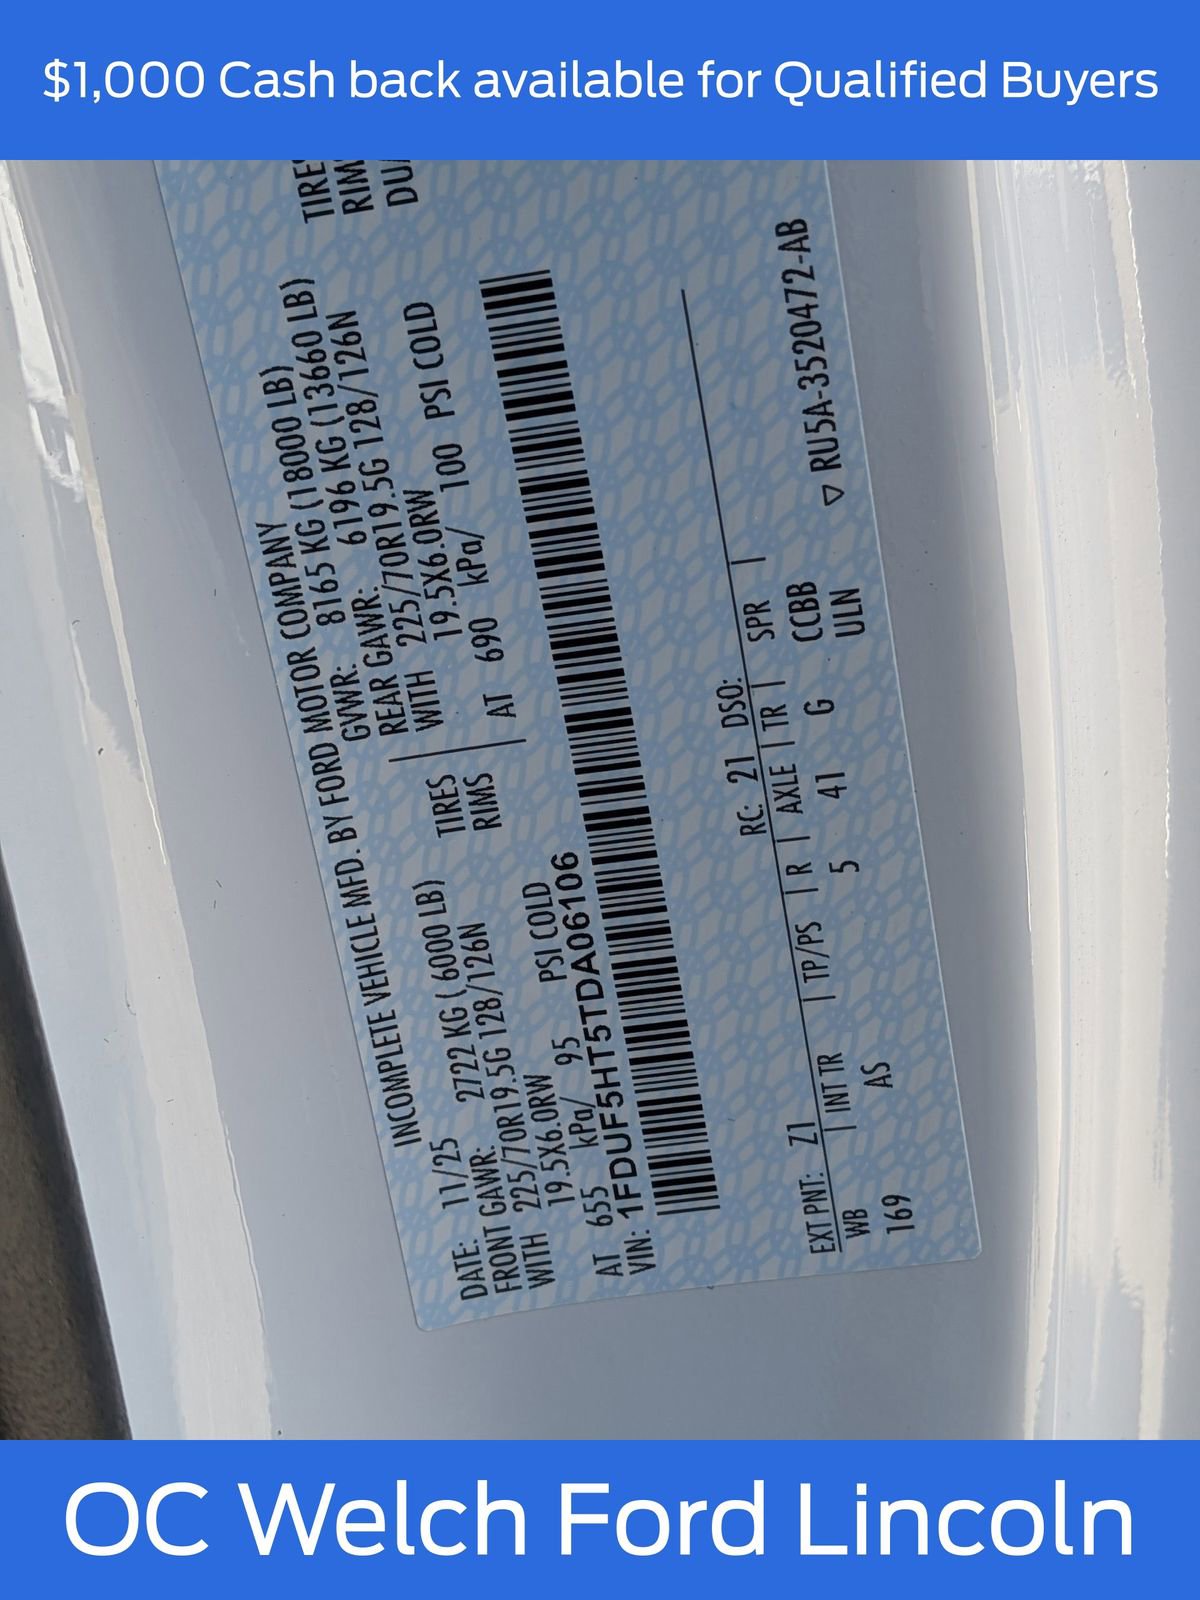 $1,000 Cash back available for Qualified Buyers
INCOMPLETE VEHICLE MFD. BY FORD MOTOR COMPANY
DATE: 11/25 GVWR: 8165 KG (18000 LB)
FRONT GAWR: 2722 KG ( 6000 LB) REAR GAWR: 6196 KG (13660 LB)
WITH 225/70R19.5G 128/126N TIRES WITH 225/70R19.5G 128/126N TIRES
19.5X6.0RW RIMS 19.5X6.0RW
AT 655 kPa/ 95 PSI COLD AT 690 kPa/ 100 PSI COLD
VIN: 1FDUF5HT5TDA06106
EXT PNT: Z1 RC: 21 DSO:
WB INT TR TP/PS R AXLE TR SPR
169 AS 5 41 G CCBB
ULN
▽ RU5A-3520472-AB
OC Welch Ford Lincoln